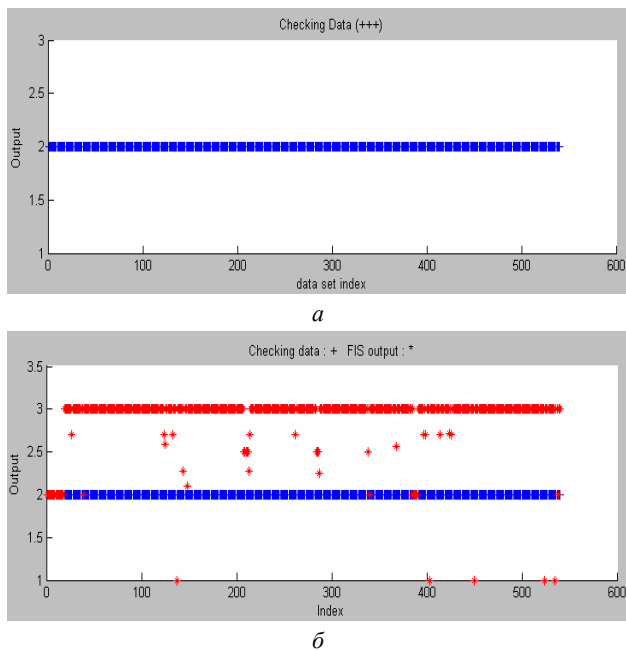 Checking Data (+++)
3
2.5
2
1.5
1
Output
0 100 200 300 400 500 600
data set index
а
Checking data : + FIS output : *
3.5
3
2.5
2
1.5
1
Output
0 100 200 300 400 500 600
Index
б